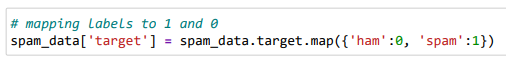 # mapping labels to 1 and 0
spam_data['target'] = spam_data.target.map({'ham':0, 'spam':1})